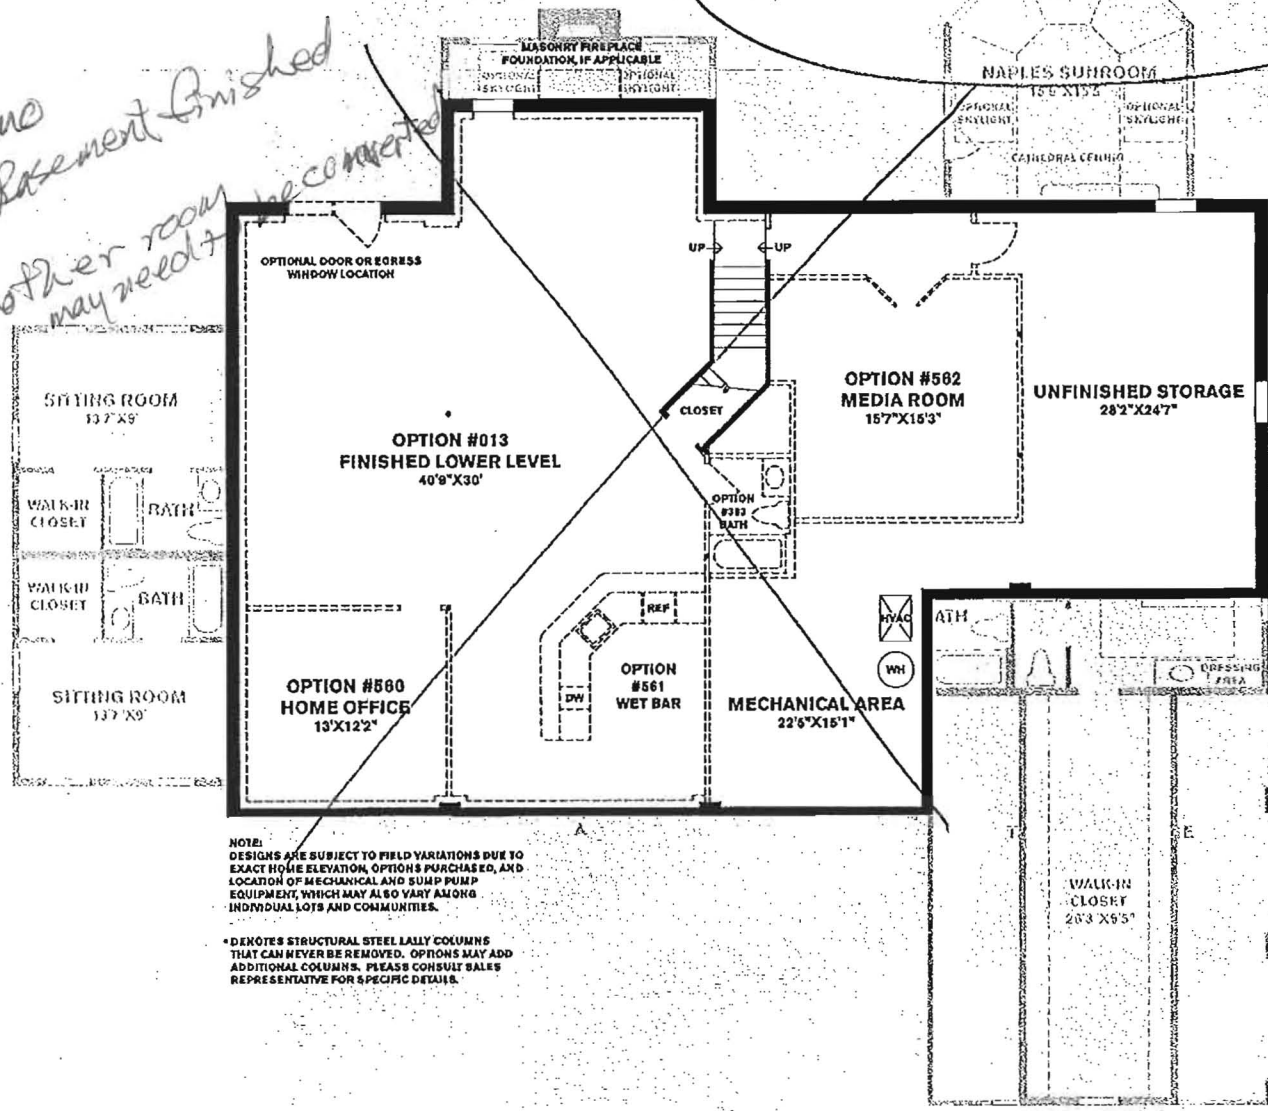 no
Basement finished
other room
may need to be converted
MASONRY FIREPLACE
FOUNDATION, IF APPLICABLE
OPTIONAL
SKYLIGHT
OPTIONAL
SKYLIGHT
NAPLES SUNROOM
OPTIONAL
SKYLIGHT
OPTIONAL
SKYLIGHT
CATHEDRAL CEILING
OPTIONAL DOOR OR EGRESS
WINDOW LOCATION
UP
UP
SITTING ROOM
13'7"X9'
WALK-IN
CLOSET
BATH
WALK-IN
CLOSET
BATH
SITTING ROOM
13'7"X9'
OPTION #013
FINISHED LOWER LEVEL
40'9"X30'
CLOSET
OPTION #562
MEDIA ROOM
15'7"X15'3"
UNFINISHED STORAGE
28'2"X24'7"
OPTION
#383
BATH
REF
DW
OPTION
#561
WET BAR
OPTION #560
HOME OFFICE
13'X12'2"
HVAC
WH
MECHANICAL AREA
22'5"X15'1"
ATH
DRESSING
AREA
A
T
E
WALK-IN
CLOSET
NOTE:
DESIGNS ARE SUBJECT TO FIELD VARIATIONS DUE TO
EXACT HOME ELEVATION, OPTIONS PURCHASED, AND
LOCATION OF MECHANICAL AND SUMP PUMP
EQUIPMENT, WHICH MAY ALSO VARY AMONG
INDIVIDUAL LOTS AND COMMUNITIES.
• DENOTES STRUCTURAL STEEL LALLY COLUMNS
THAT CAN NEVER BE REMOVED. OPTIONS MAY ADD
ADDITIONAL COLUMNS. PLEASE CONSULT SALES
REPRESENTATIVE FOR SPECIFIC DETAILS.